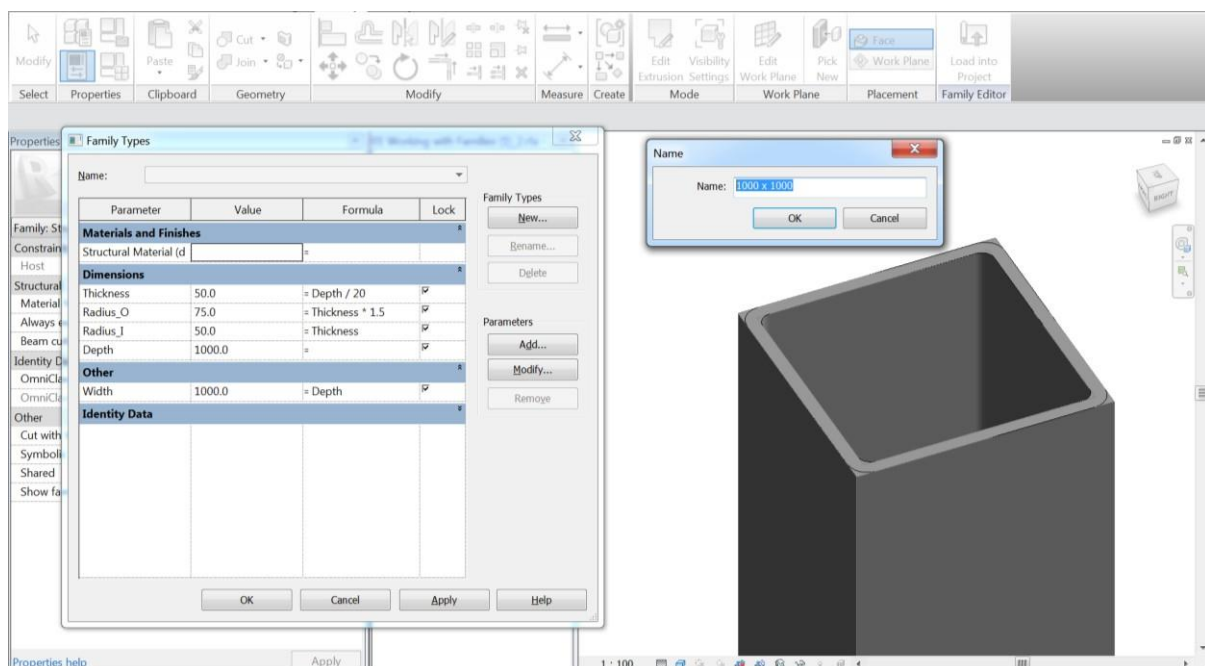 Modify
Paste
Cut
Join
Edit Extrusion
Visibility Settings
Edit Work Plane
Pick New
Face
Work Plane
Load into Project
Select
Properties
Clipboard
Geometry
Modify
Measure
Create
Mode
Work Plane
Placement
Family Editor
Properties
Family: St
Constrain
Host
Structural
Material
Always e
Beam cu
Identity D
OmniCla
OmniCla
Other
Cut with
Symboli
Shared
Show fa
Properties help
Apply
Family Types
Name:
Parameter Value Formula Lock
Materials and Finishes
Structural Material (d =
Dimensions
Thickness 50.0 = Depth / 20
Radius_O 75.0 = Thickness * 1.5
Radius_I 50.0 = Thickness
Depth 1000.0 =
Other
Width 1000.0 = Depth
Identity Data
Family Types
New...
Rename...
Delete
Parameters
Add...
Modify...
Remove
OK Cancel Apply Help
Name
Name: 1000 x 1000
OK Cancel
RIGHT
1 : 100